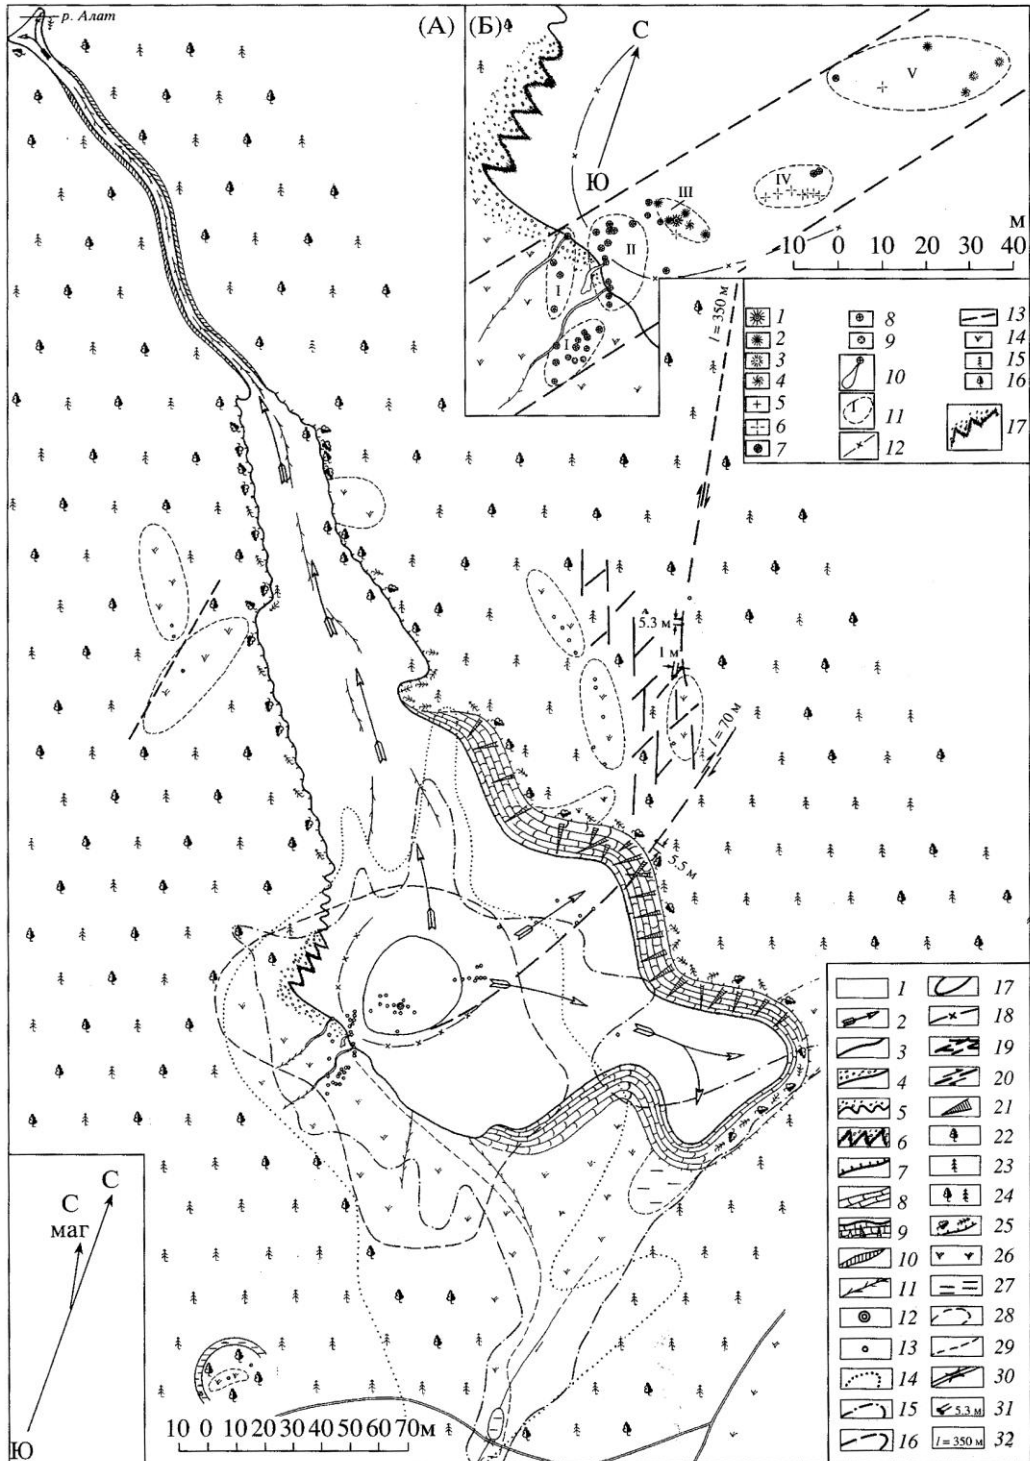 р. Алат
(А)
(Б)
С
Ю
I
I
II
III
IV
V
М
10 0 10 20 30 40
1 8 13
2 9 14
3 10 15
4 16
5 I 11
6 17
7 12
l = 350 м
5.3 м
1 м
l = 70 м
5.5 м
С
С
маг
Ю
10 0 10 20 30 40 50 60 70м
1 17
2 18
3 19
4 20
5 21
6 22
7 23
8 24
9 25
10 26
11 27
12 28
13 29
14 30
15 5.3 м 31
16 l = 350 м 32